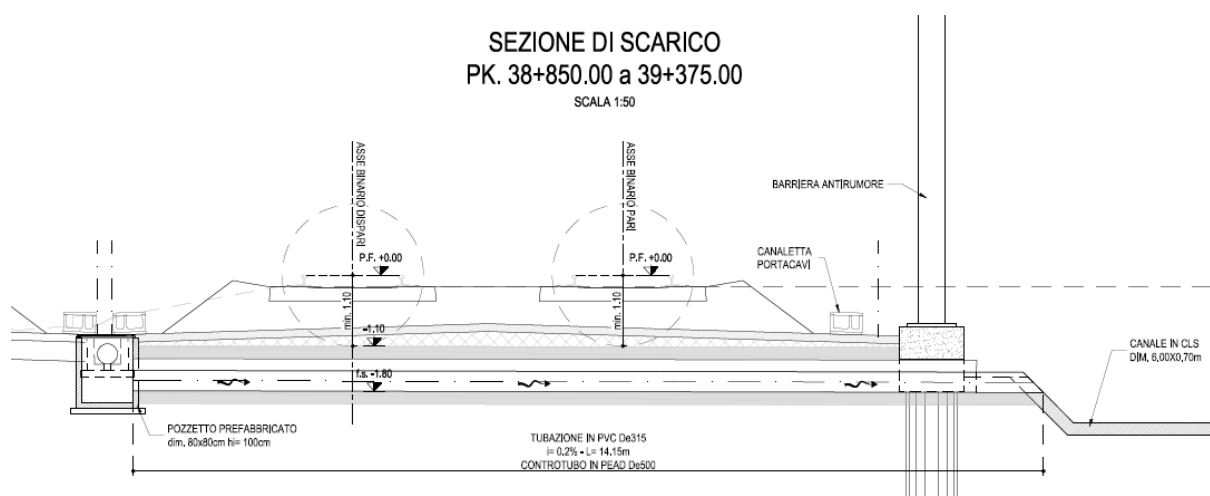 SEZIONE DI SCARICO
PK. 38+850.00 a 39+375.00
SCALA 1:50
ASSE BINARIO DISPARI
ASSE BINARIO PARI
BARRIERA ANTIRUMORE
P.F. +0.00
P.F. +0.00
CANALETTA
PORTACAVI
min. 1.10
min. 1.10
-1.10
CANALE IN CLS
DIM, 6,00X0,70m
f.s. -1.80
POZZETTO PREFABBRICATO
dim. 80x80cm hi= 100cm
TUBAZIONE IN PVC De315
i= 0.2% - L= 14.15m
CONTROTUBO IN PEAD De500